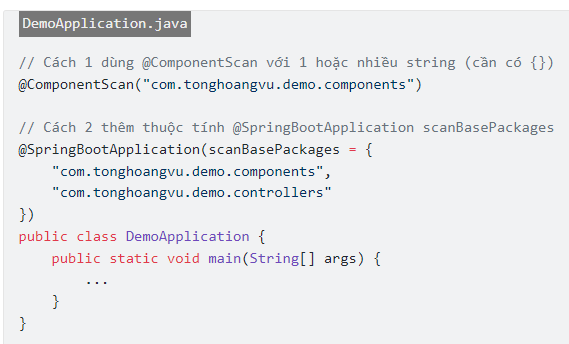 DemoApplication.java
// Cách 1 dùng @ComponentScan với 1 hoặc nhiều string (cần có {})
@ComponentScan("com.tonghoangvu.demo.components")
// Cách 2 thêm thuộc tính @SpringBootApplication scanBasePackages
@SpringBootApplication(scanBasePackages = {
    "com.tonghoangvu.demo.components",
    "com.tonghoangvu.demo.controllers"
})
public class DemoApplication {
    public static void main(String[] args) {
        ...
    }
}